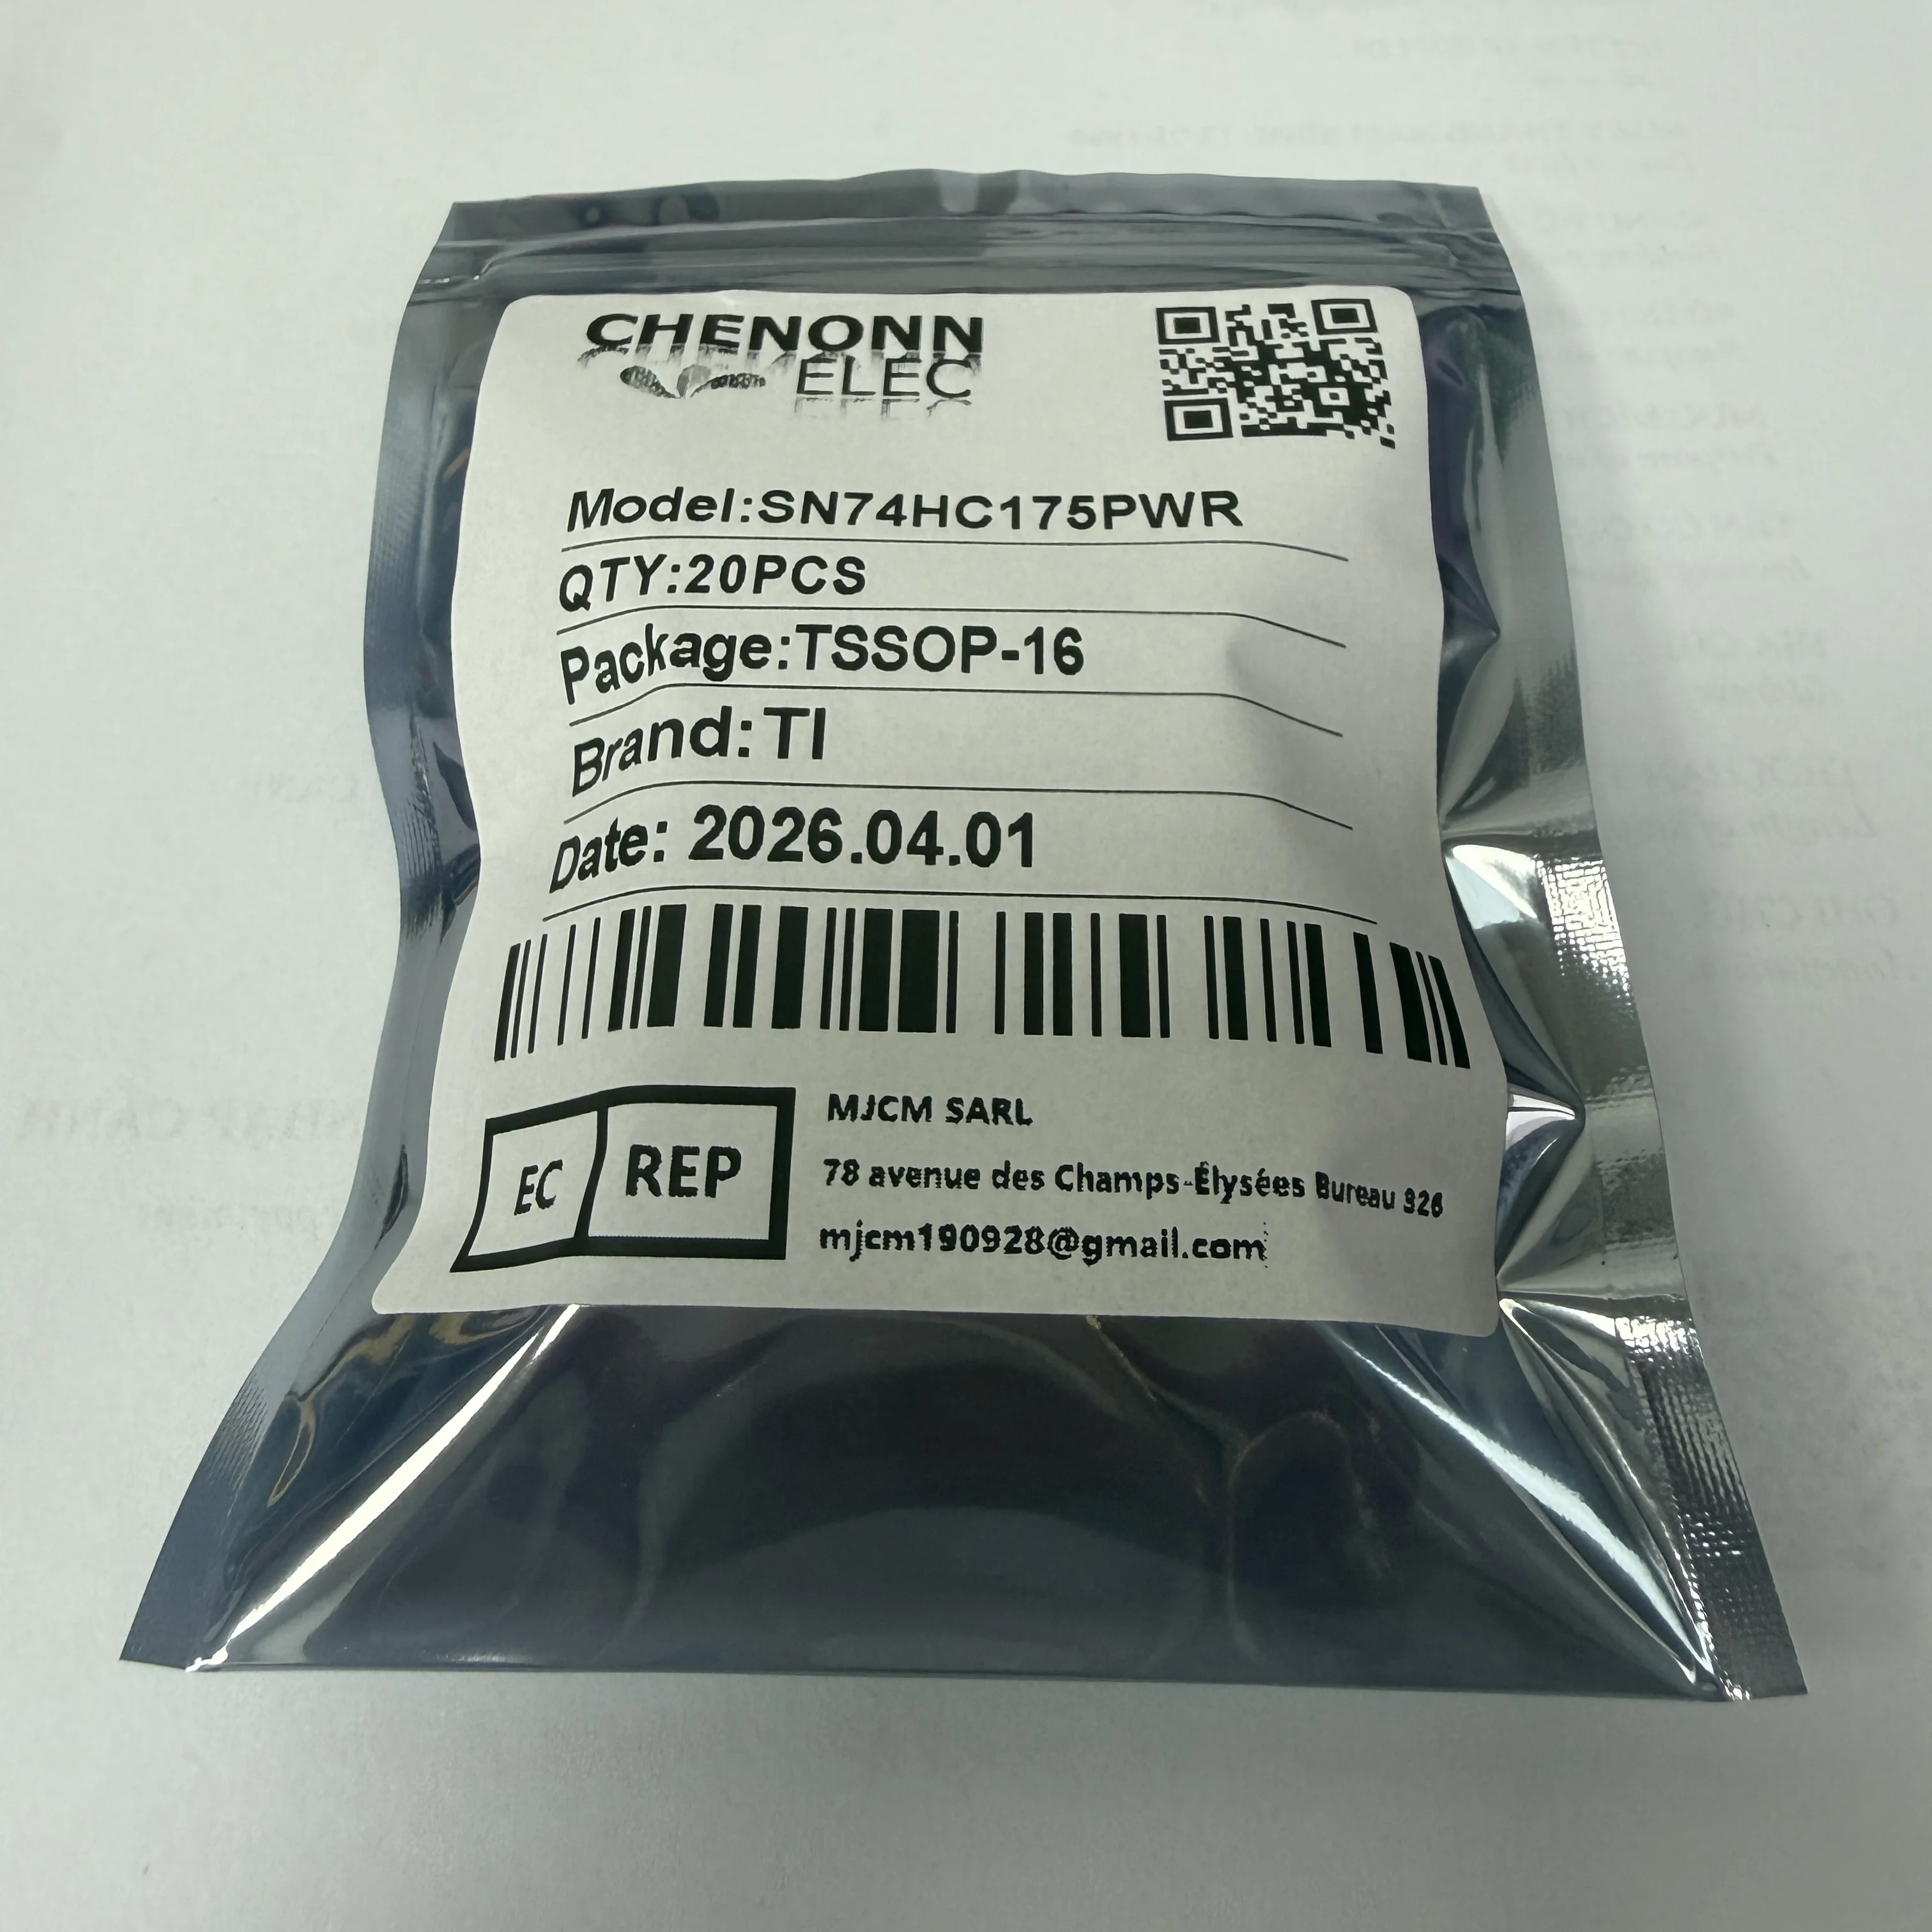 CHENONN
ELEC
Model:SN74HC175PWR
QTY:20PCS
Package:TSSOP-16
Brand:TI
Date: 2026.04.01
EC REP
MJCM SARL
78 avenue des Champs-Élysées Bureau 326
mjcm190928@gmail.com